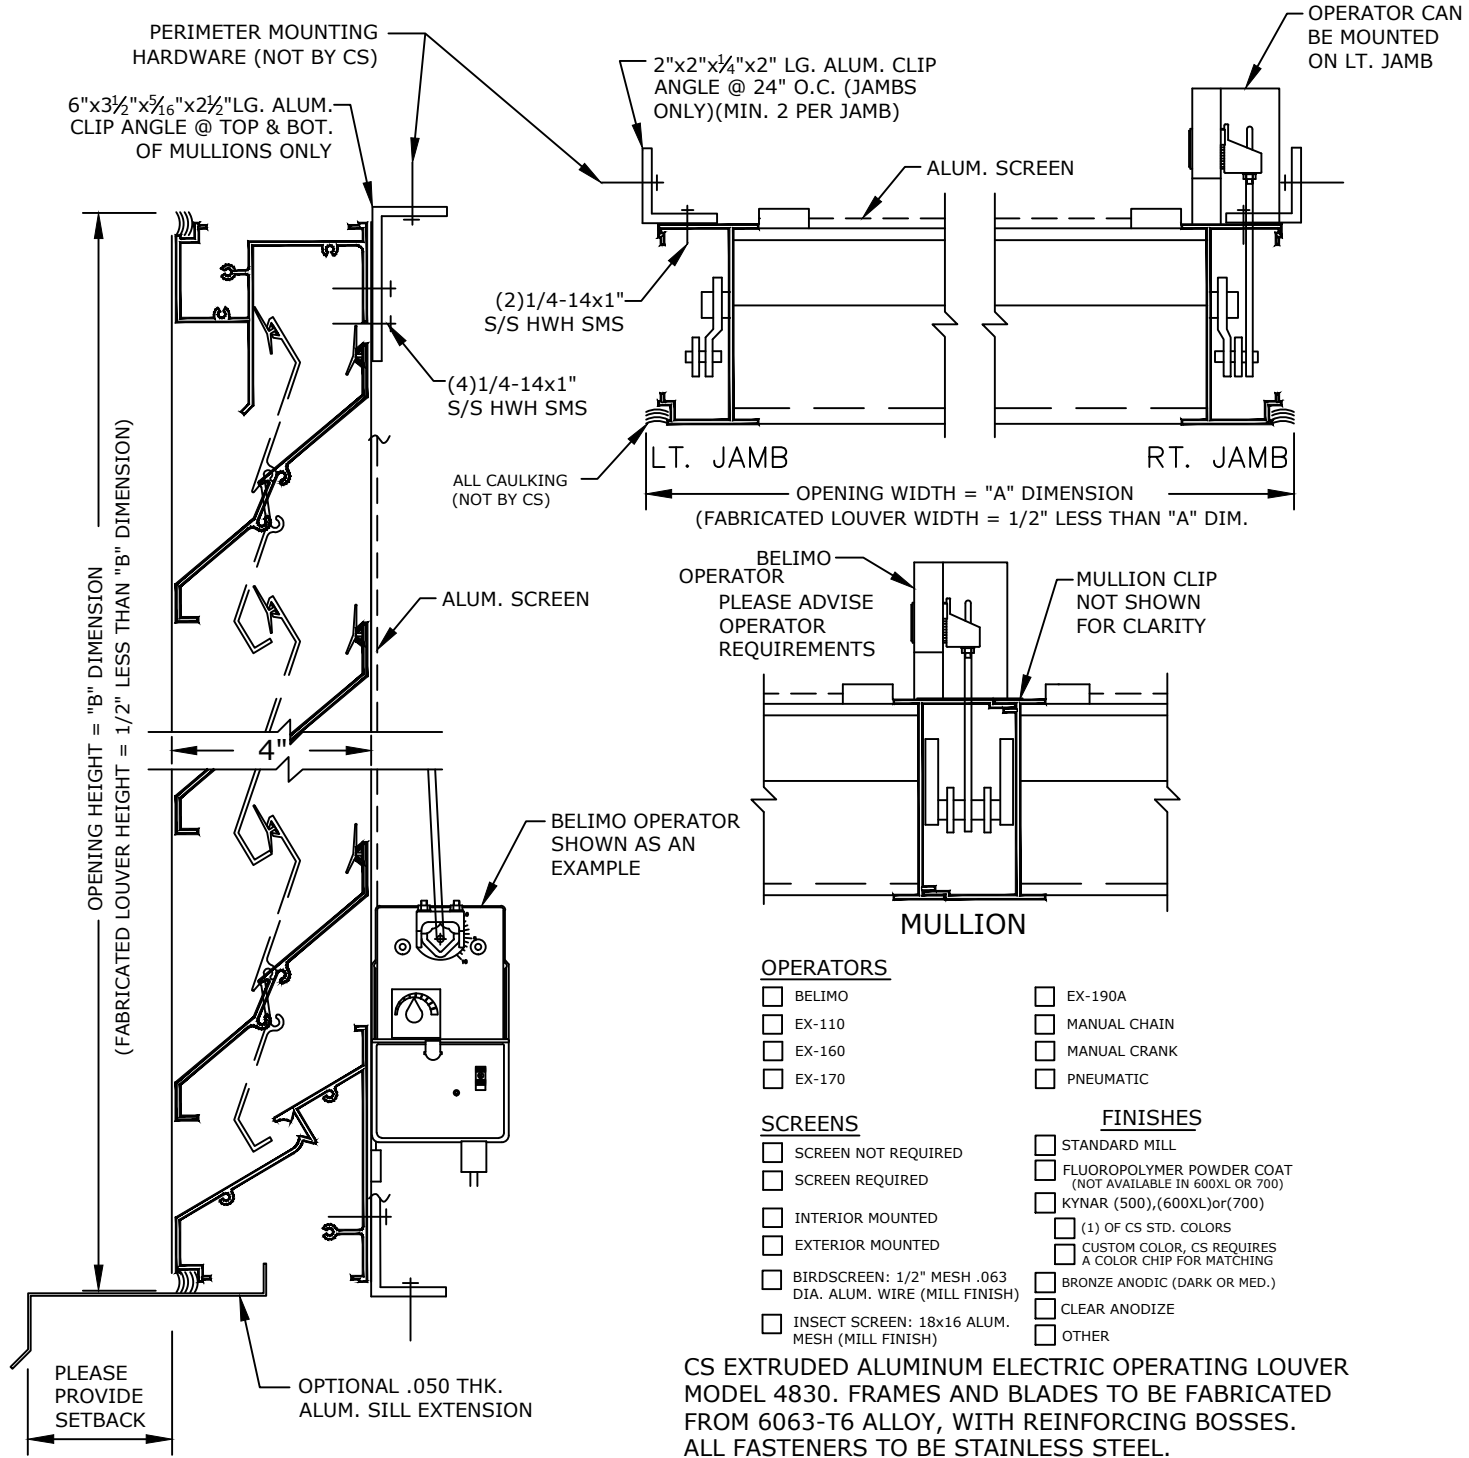 PERIMETER MOUNTING
HARDWARE (NOT BY CS)
6"x3½"x5⁄16"x2½"LG. ALUM.
CLIP ANGLE @ TOP & BOT.
OF MULLIONS ONLY
2"x2"x¼"x2" LG. ALUM. CLIP
ANGLE @ 24" O.C. (JAMBS
ONLY)(MIN. 2 PER JAMB)
OPERATOR CAN
BE MOUNTED
ON LT. JAMB
ALUM. SCREEN
(2)1/4-14x1"
S/S HWH SMS
(4)1/4-14x1"
S/S HWH SMS
ALL CAULKING
(NOT BY CS)
LT. JAMB
RT. JAMB
OPENING WIDTH = "A" DIMENSION
(FABRICATED LOUVER WIDTH = 1/2" LESS THAN "A" DIM.
OPENING HEIGHT = "B" DIMENSION
(FABRICATED LOUVER HEIGHT = 1/2" LESS THAN "B" DIMENSION)
ALUM. SCREEN
4"
BELIMO
OPERATOR
PLEASE ADVISE
OPERATOR
REQUIREMENTS
MULLION CLIP
NOT SHOWN
FOR CLARITY
MULLION
BELIMO OPERATOR
SHOWN AS AN
EXAMPLE
OPERATORS
BELIMO
EX-110
EX-160
EX-170
EX-190A
MANUAL CHAIN
MANUAL CRANK
PNEUMATIC
SCREENS
SCREEN NOT REQUIRED
SCREEN REQUIRED
INTERIOR MOUNTED
EXTERIOR MOUNTED
BIRDSCREEN: 1/2" MESH .063
DIA. ALUM. WIRE (MILL FINISH)
INSECT SCREEN: 18x16 ALUM.
MESH (MILL FINISH)
FINISHES
STANDARD MILL
FLUOROPOLYMER POWDER COAT
(NOT AVAILABLE IN 600XL OR 700)
KYNAR (500),(600XL)or(700)
(1) OF CS STD. COLORS
CUSTOM COLOR, CS REQUIRES
A COLOR CHIP FOR MATCHING
BRONZE ANODIC (DARK OR MED.)
CLEAR ANODIZE
OTHER
PLEASE
PROVIDE
SETBACK
OPTIONAL .050 THK.
ALUM. SILL EXTENSION
CS EXTRUDED ALUMINUM ELECTRIC OPERATING LOUVER
MODEL 4830. FRAMES AND BLADES TO BE FABRICATED
FROM 6063-T6 ALLOY, WITH REINFORCING BOSSES.
ALL FASTENERS TO BE STAINLESS STEEL.